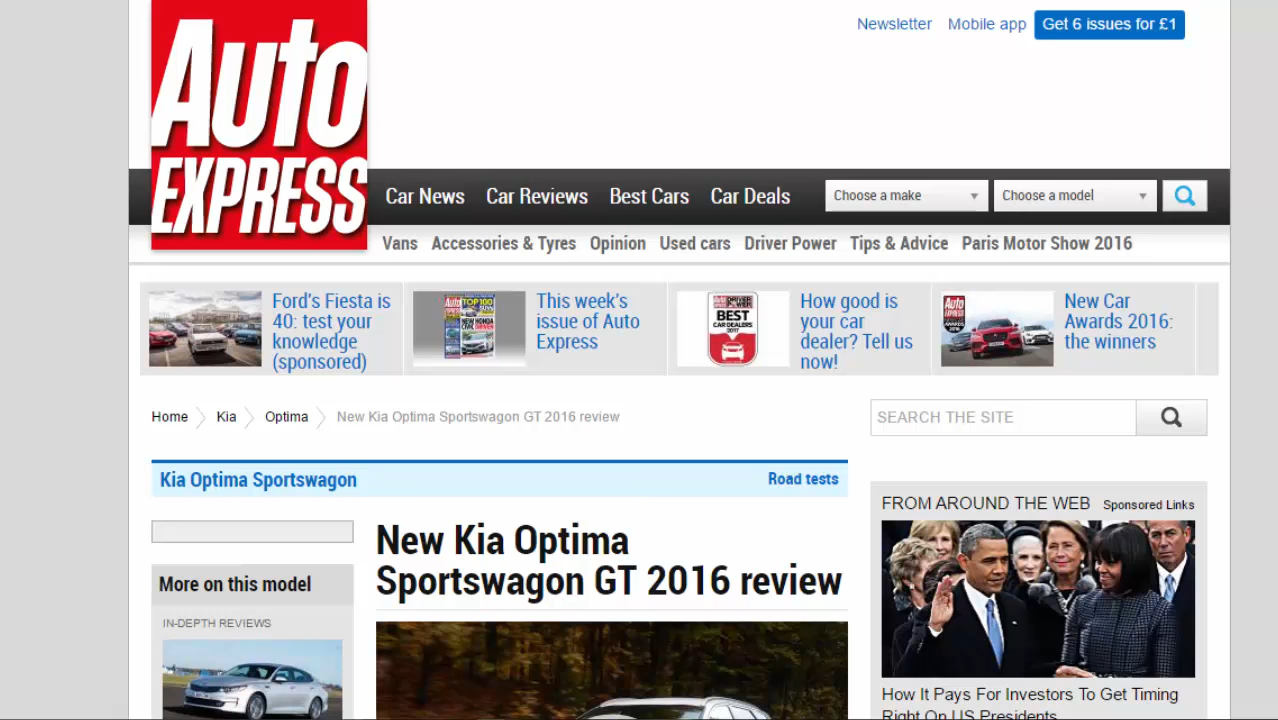 Newsletter Mobile app Get 6 issues for £1
Auto
EXPRESS
Car News Car Reviews Best Cars Car Deals Choose a make Choose a model
Vans Accessories & Tyres Opinion Used cars Driver Power Tips & Advice Paris Motor Show 2016
Ford's Fiesta is
40: test your
knowledge
(sponsored)
This week's
issue of Auto
Express
BEST
CAR DEALERS
2017
How good is
your car
dealer? Tell us
now!
New Car
Awards 2016:
the winners
Home Kia Optima New Kia Optima Sportswagon GT 2016 review
SEARCH THE SITE
Kia Optima Sportswagon Road tests
New Kia Optima
Sportswagon GT 2016 review
More on this model
IN-DEPTH REVIEWS
FROM AROUND THE WEB Sponsored Links
How It Pays For Investors To Get Timing
Right On US Presidents